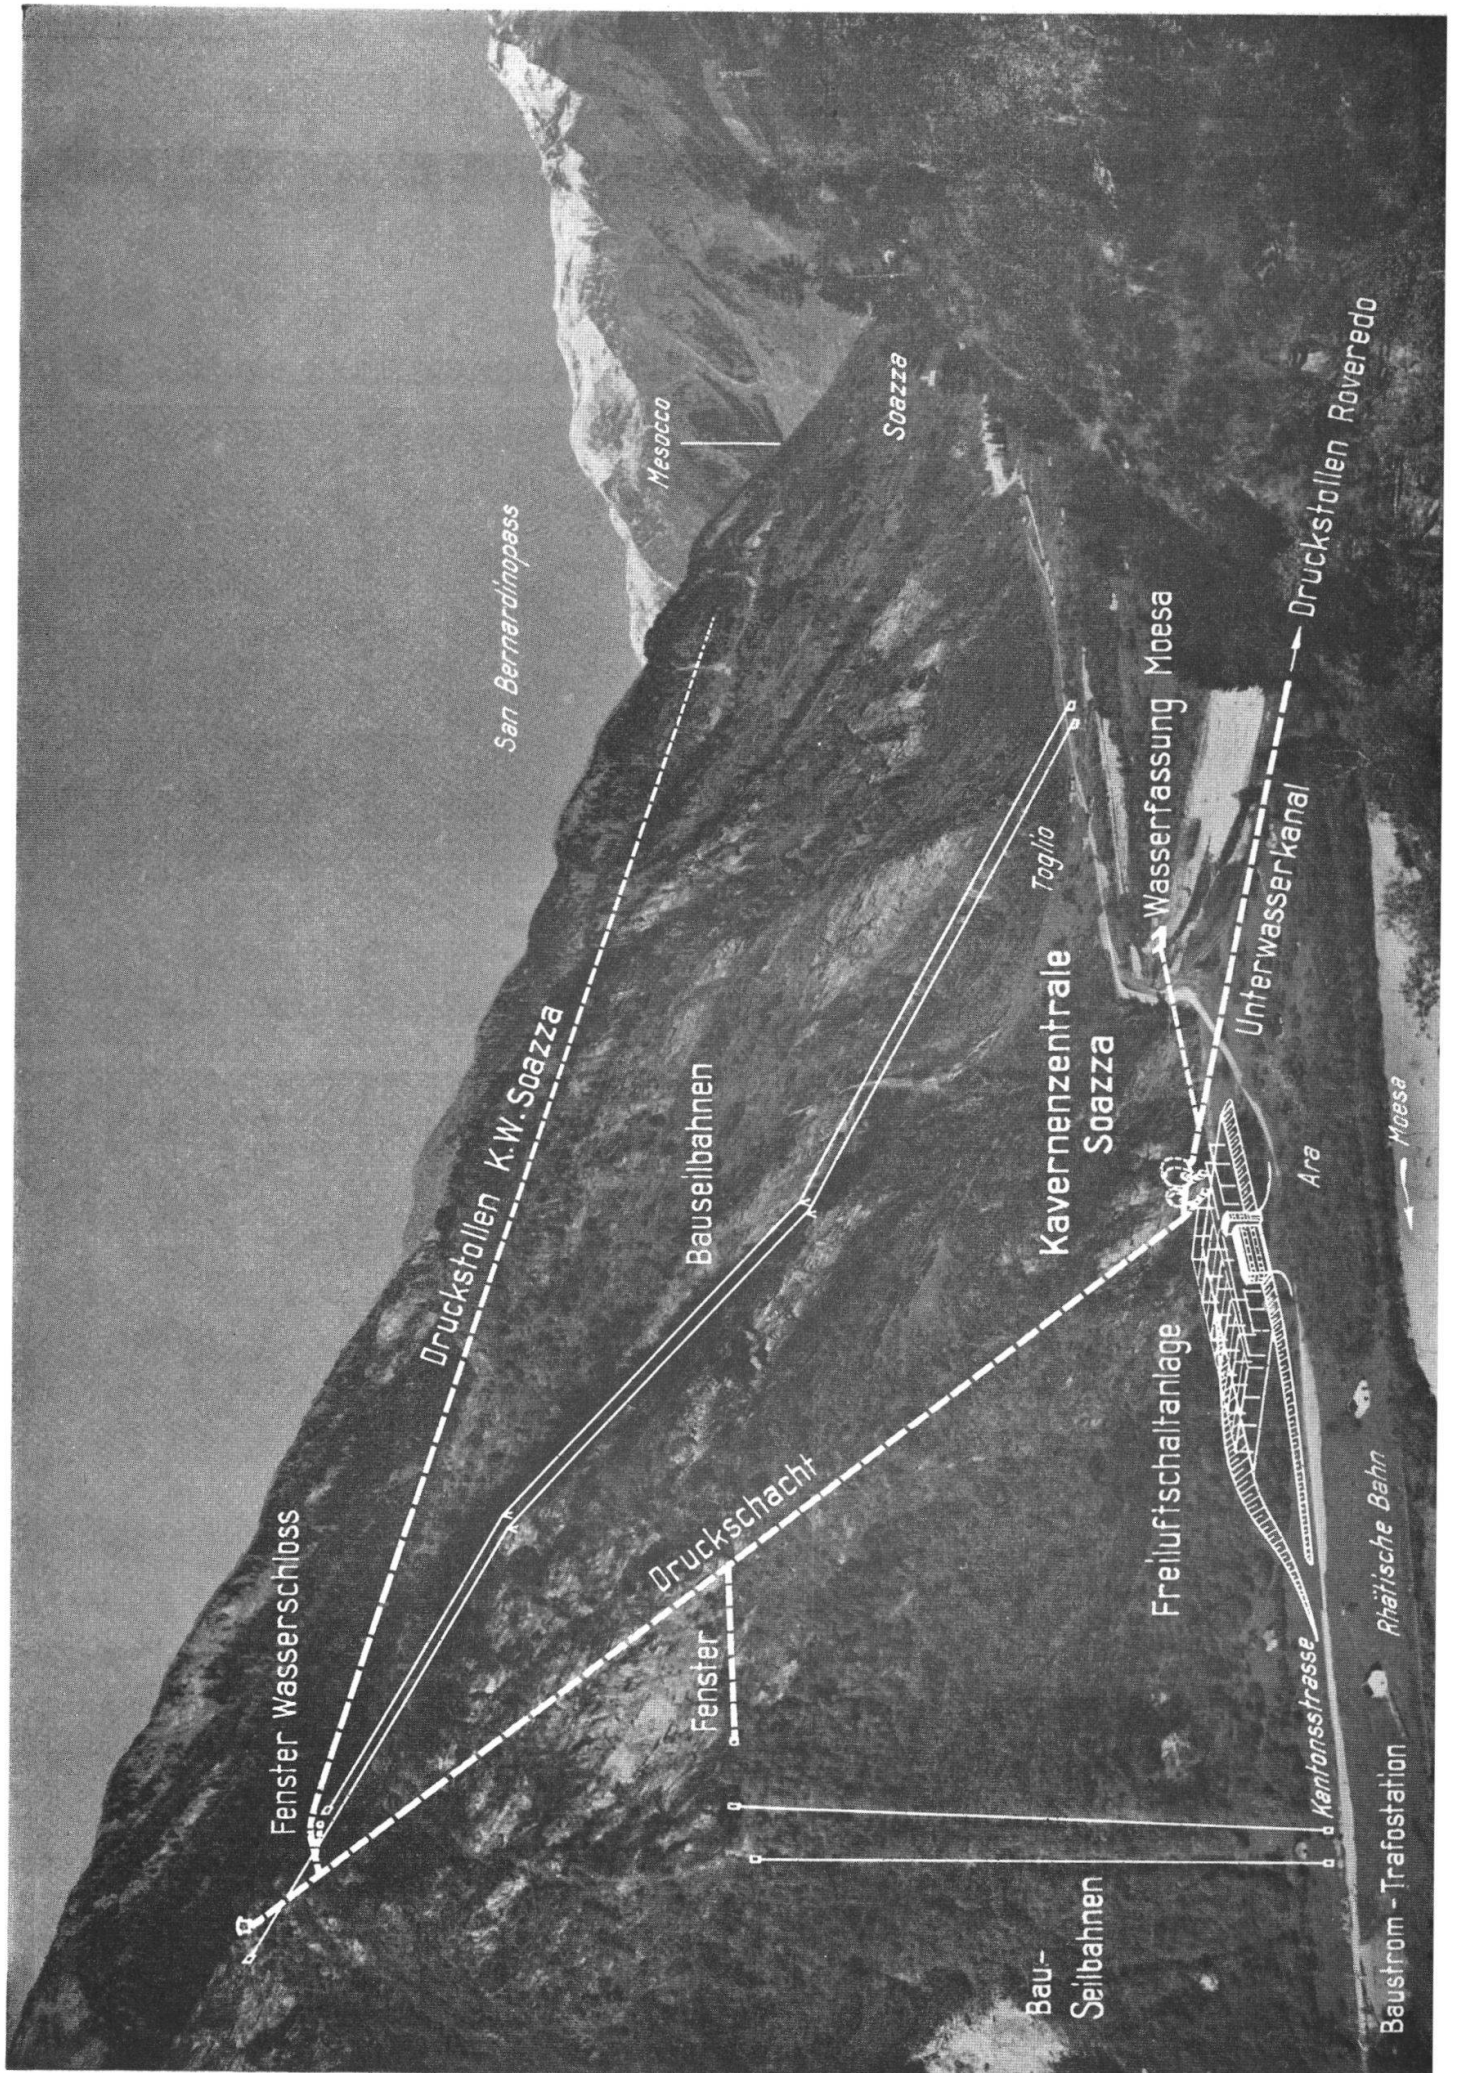 San Bernardinopass
Mesocco
Soazza
Fenster Wasserschloss
Druckstollen K.W. Soazza
Bauseilbahnen
Druckschacht
Fenster
Toglio
Kavernenzentrale
Soazza
Wasserfassung Moesa
Freiluftschaltanlage
Unterwasserkanal
Druckstollen Roveredo
Bau-
Seilbahnen
Ara
Kantonsstrasse
Rhätische Bahn
Moesa
Baustrom - Trafostation